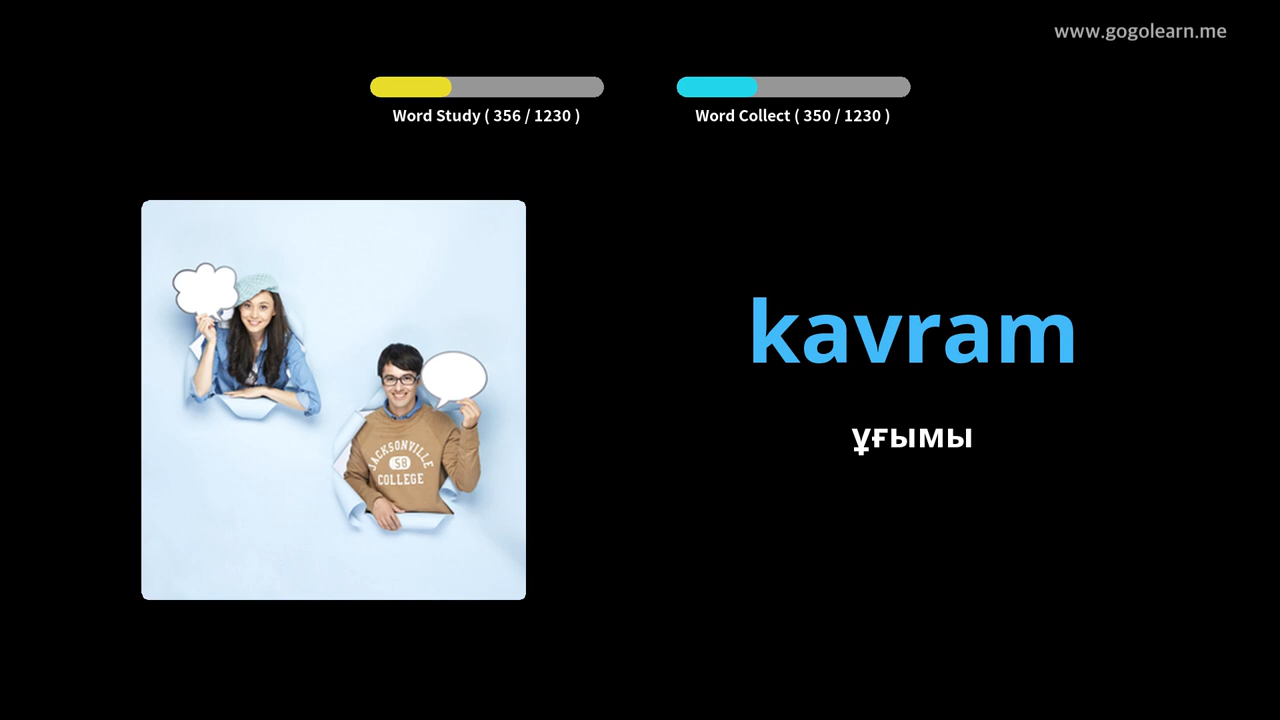 www.gogolearn.me
Word Study ( 356 / 1230 )
Word Collect ( 350 / 1230 )
kavram
ұғымы
JACKSONVILLE
58
COLLEGE